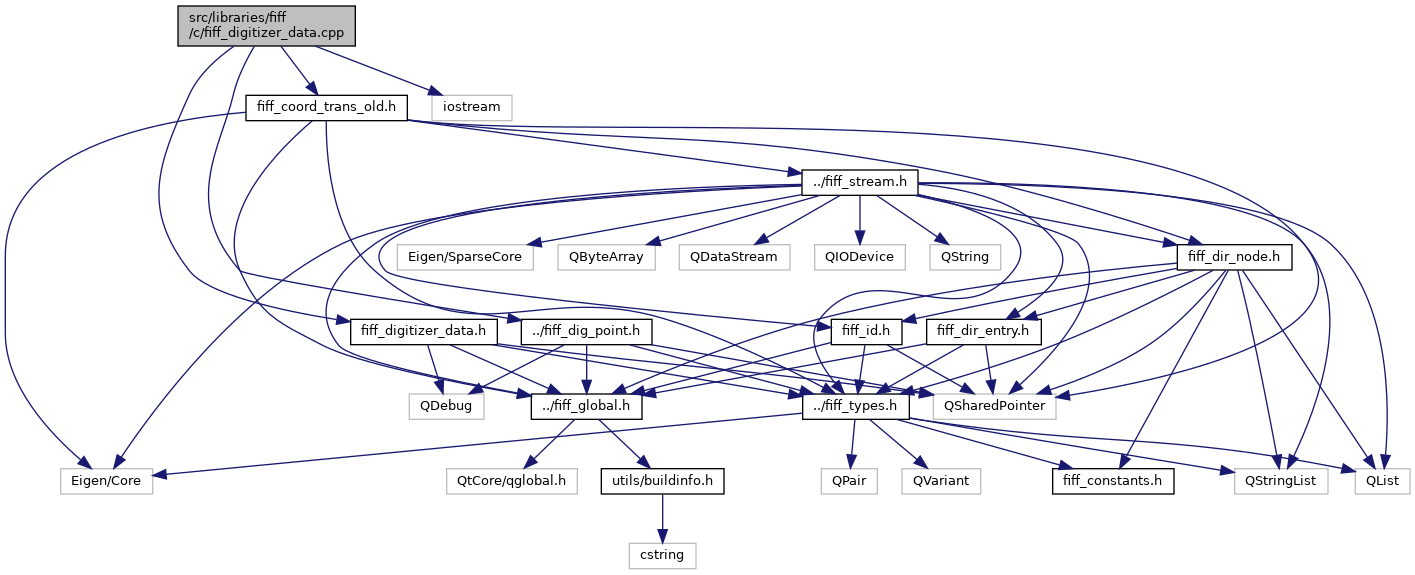 src/libraries/fiff
/c/fiff_digitizer_data.cpp
fiff_coord_trans_old.h
iostream
../fiff_stream.h
Eigen/SparseCore
QByteArray
QDataStream
QIODevice
QString
fiff_dir_node.h
fiff_digitizer_data.h
../fiff_dig_point.h
fiff_id.h
fiff_dir_entry.h
QDebug
../fiff_global.h
../fiff_types.h
QSharedPointer
Eigen/Core
QtCore/qglobal.h
utils/buildinfo.h
QPair
QVariant
fiff_constants.h
QStringList
QList
cstring